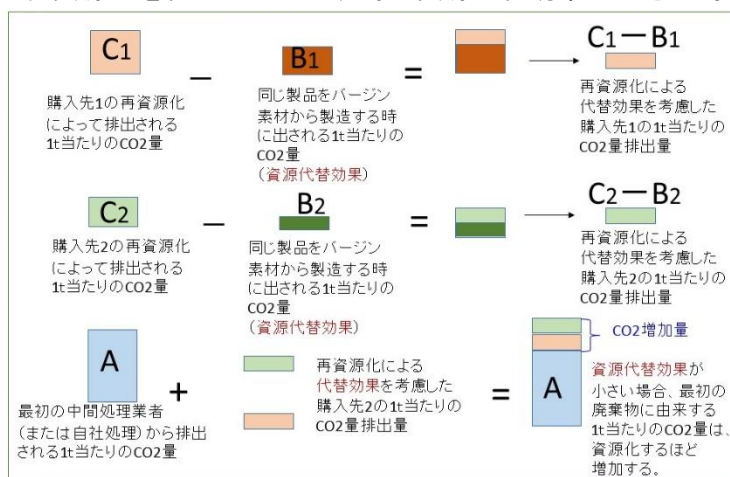 C1
−
B1
=
C1－B1
購入先1の再資源化
によって排出される
1t当たりのCO2量
同じ製品をバージン
素材から製造する時
に出される1t当たりの
CO2量
(資源代替効果)
再資源化による
代替効果を考慮した
購入先1の1t当たりの
CO2量排出量
C2
−
B2
=
C2－B2
購入先2の再資源化
によって排出される
1t当たりのCO2量
同じ製品をバージン
素材から製造する時
に出される1t当たりの
CO2量
(資源代替効果)
再資源化による
代替効果を考慮した
購入先2の1t当たりの
CO2量排出量
A
最初の中間処理業者
(または自社処理)から排出
される1t当たりのCO2量
+
再資源化による
代替効果を考慮した
購入先2の1t当たりの
CO2量排出量
=
A
CO2増加量
資源代替効果が
小さい場合、最初の
廃棄物に由来する
1t当たりのCO2量は、
資源化するほど
増加する。